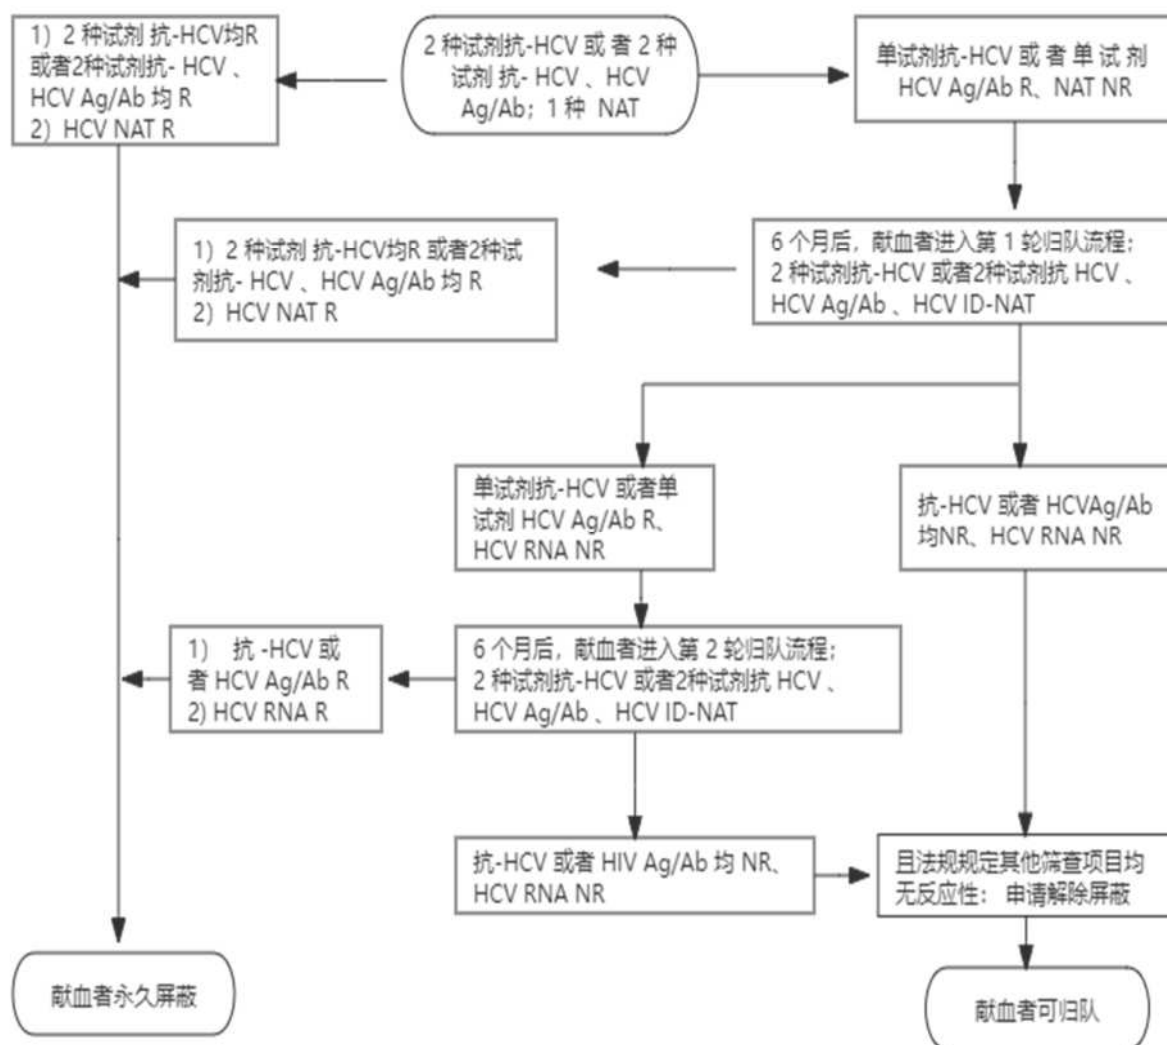 1）2 种试剂 抗-HCV均R
或者2种试剂抗- HCV 、
HCV Ag/Ab 均 R
2）HCV NAT R
2 种试剂抗-HCV 或 者 2 种
试 剂 抗- HCV 、HCV
Ag/Ab；1 种 NAT
单试剂抗-HCV 或 者 单 试 剂
HCV Ag/Ab R、NAT NR
1）2 种试剂 抗-HCV均R 或者2种试
剂抗- HCV 、HCV Ag/Ab 均 R
2）HCV NAT R
6 个月后，献血者进入第 1 轮归队流程；
2 种试剂抗-HCV 或者2种试剂抗 HCV 、
HCV Ag/Ab 、HCV ID-NAT
单试剂抗-HCV 或者单
试剂 HCV Ag/Ab R、
HCV RNA NR
抗-HCV 或者 HCVAg/Ab
均NR、HCV RNA NR
1） 抗 -HCV 或
者 HCV Ag/Ab R
2) HCV RNA R
6 个月后，献血者进入第 2 轮归队流程；
2 种试剂抗-HCV 或者2种试剂抗 HCV 、
HCV Ag/Ab 、HCV ID-NAT
抗-HCV 或者 HIV Ag/Ab 均 NR、
HCV RNA NR
且法规规定其他筛查项目均
无反应性： 申请解除屏蔽
献血者永久屏蔽
献血者可归队